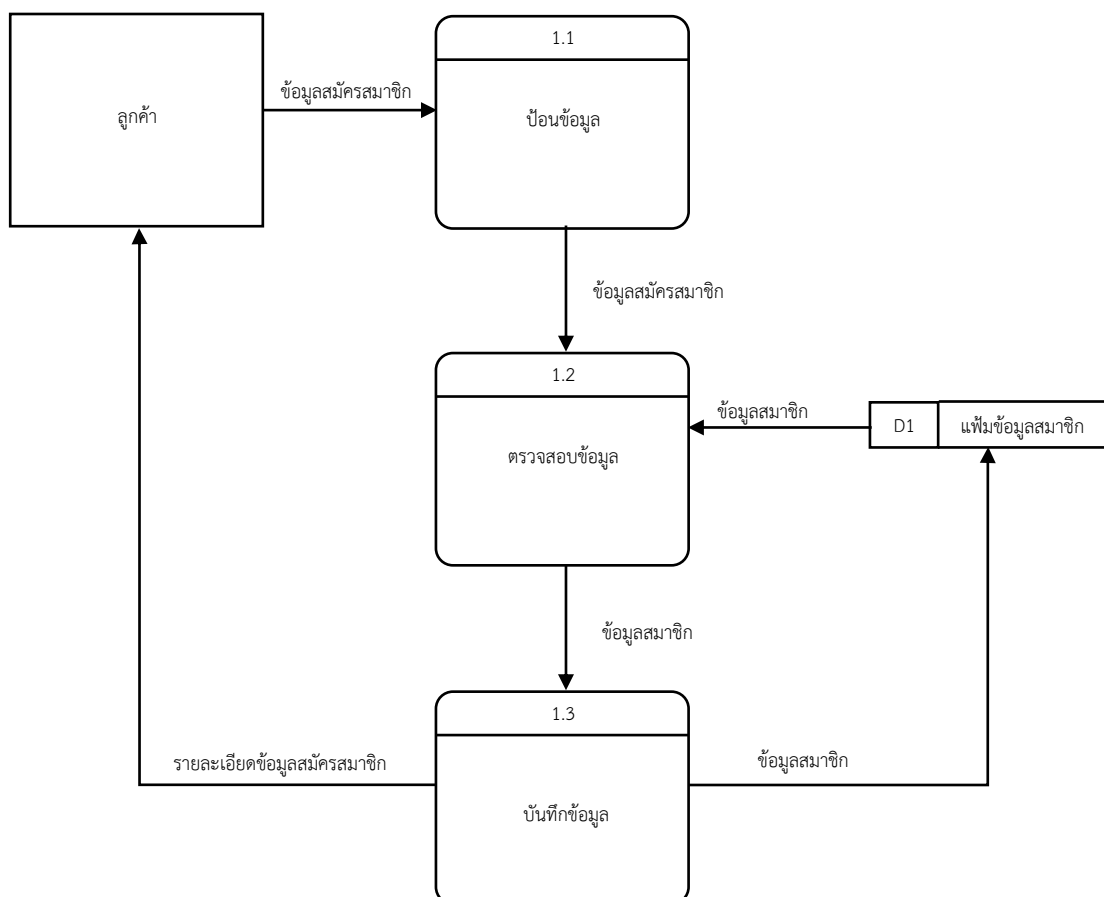 1.1
ลูกค้า
ข้อมูลสมัครสมาชิก
ป้อนข้อมูล
ข้อมูลสมัครสมาชิก
1.2
ตรวจสอบข้อมูล
ข้อมูลสมาชิก
D1
แฟ้มข้อมูลสมาชิก
ข้อมูลสมาชิก
1.3
รายละเอียดข้อมูลสมัครสมาชิก
บันทึกข้อมูล
ข้อมูลสมาชิก